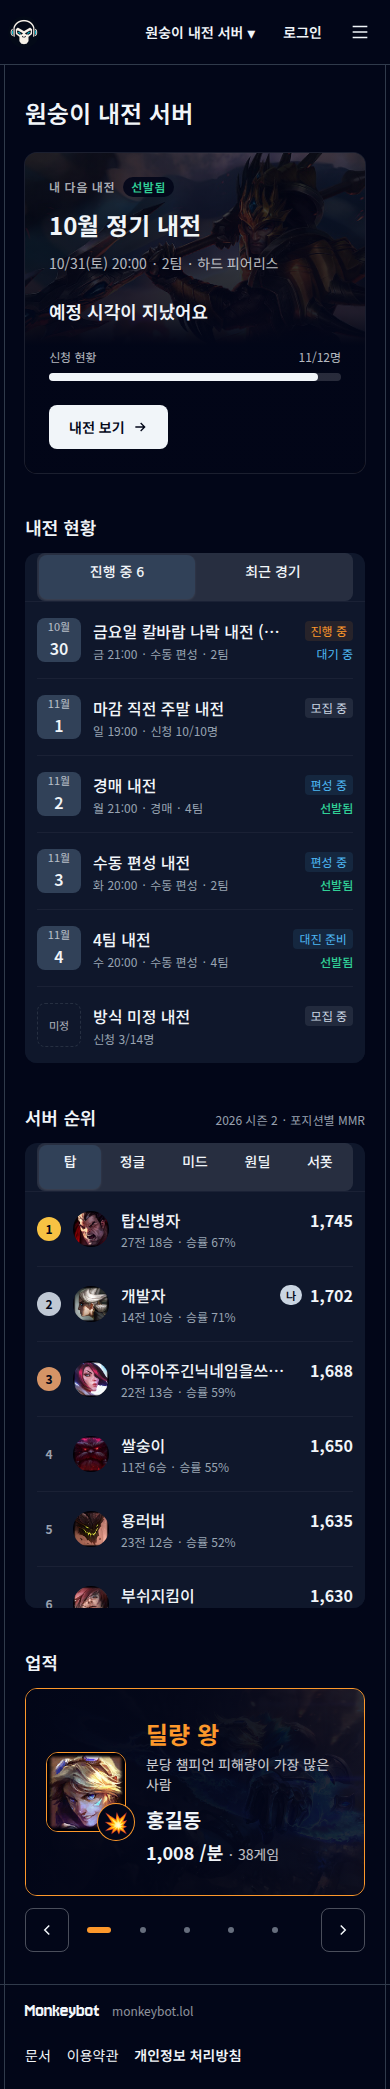 원숭이 내전 서버 ▾ 로그인
원숭이 내전 서버
내 다음 내전 선발됨
10월 정기 내전
10/31(토) 20:00 · 2팀 · 하드 피어리스
예정 시각이 지났어요
신청 현황 11/12명
내전 보기 →
내전 현황
진행 중 6 최근 경기
10월 30
금요일 칼바람 나락 내전 (… 진행 중
금 21:00 · 수동 편성 · 2팀 대기 중
11월 1
마감 직전 주말 내전 모집 중
일 19:00 · 신청 10/10명
11월 2
경매 내전 편성 중
월 21:00 · 경매 · 4팀 선발됨
11월 3
수동 편성 내전 편성 중
화 20:00 · 수동 편성 · 2팀 선발됨
11월 4
4팀 내전 대진 준비
수 20:00 · 수동 편성 · 4팀 선발됨
미정
방식 미정 내전 모집 중
신청 3/14명
서버 순위 2026 시즌 2 · 포지션별 MMR
탑 정글 미드 원딜 서폿
1 탑신병자 1,745
27전 18승 · 승률 67%
2 개발자 나 1,702
14전 10승 · 승률 71%
3 아주아주긴닉네임을쓰… 1,688
22전 13승 · 승률 59%
4 쌀숭이 1,650
11전 6승 · 승률 55%
5 용러버 1,635
23전 12승 · 승률 52%
6 부쉬지킴이 1,630
업적
딜량 왕
분당 챔피언 피해량이 가장 많은
사람
홍길동
1,008 /분 · 38게임
Monkeybot monkeybot.lol
문서 이용약관 개인정보 처리방침